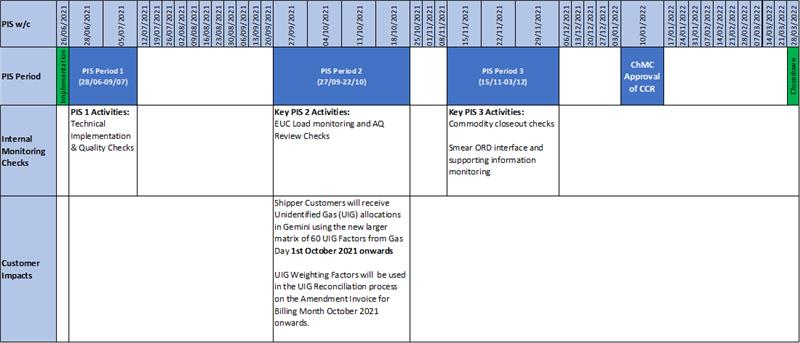 PIS w/c
26/06/2021
28/06/2021
05/07/2021
12/07/2021
19/07/2021
26/07/2021
02/08/2021
09/08/2021
16/08/2021
23/08/2021
30/08/2021
06/09/2021
13/09/2021
20/09/2021
27/09/2021
04/10/2021
11/10/2021
18/10/2021
25/10/2021
01/11/2021
08/11/2021
15/11/2021
22/11/2021
29/11/2021
06/12/2021
13/12/2021
20/12/2021
27/12/2021
03/01/2022
10/01/2022
17/01/2022
24/01/2022
31/01/2022
07/02/2022
14/02/2022
21/02/2022
28/02/2022
07/03/2022
14/03/2022
21/03/2022
28/03/2022
PIS Period
Implementation
PIS Period 1
(28/06-09/07)
PIS Period 2
(27/09-22/10)
PIS Period 3
(15/11-03/12)
ChMC
Approval
of CCR
Closedown
Internal
Monitoring
Checks
PIS 1 Activities:
Technical
Implementation
& Quality Checks
Key PIS 2 Activities:
EUC Load monitoring and AQ
Review Checks
Key PIS 3 Activities:
Commodity closeout checks
Smear ORD interface and
supporting information
monitoring
Customer
Impacts
Shipper Customers will receive
Unidentified Gas (UIG) allocations
in Gemini using the new larger
matrix of 60 UIG Factors from Gas
Day 1st October 2021 onwards
UIG Weighting Factors will be used
in the UIG Reconciliation process
on the Amendment Invoice for
Billing Month October 2021
onwards.